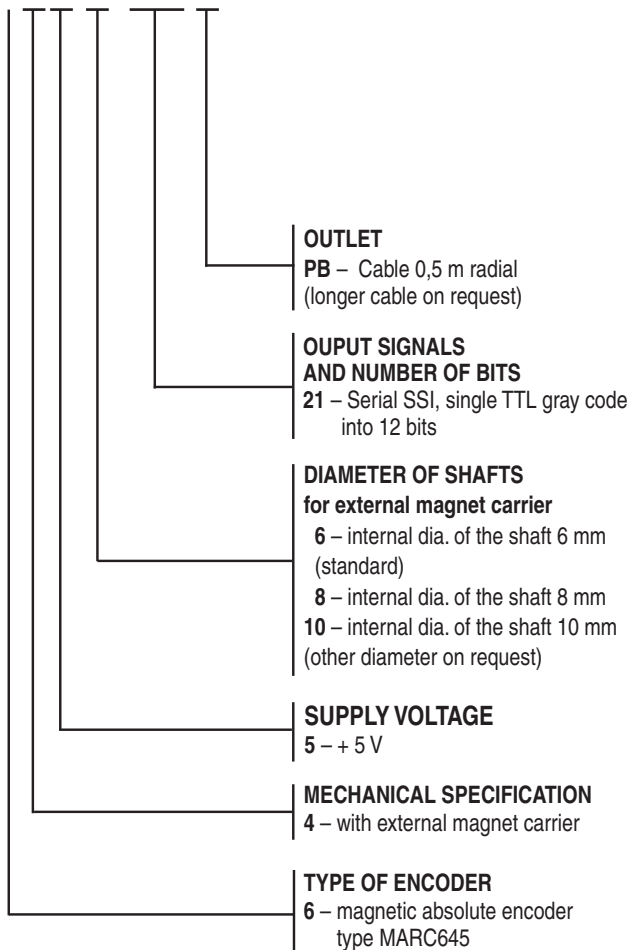 OUTLET
PB – Cable 0,5 m radial
(longer cable on request)
OUPUT SIGNALS
AND NUMBER OF BITS
21 – Serial SSI, single TTL gray code
into 12 bits
DIAMETER OF SHAFTS
for external magnet carrier
6 – internal dia. of the shaft 6 mm
(standard)
8 – internal dia. of the shaft 8 mm
10 – internal dia. of the shaft 10 mm
(other diameter on request)
SUPPLY VOLTAGE
5 – + 5 V
MECHANICAL SPECIFICATION
4 – with external magnet carrier
TYPE OF ENCODER
6 – magnetic absolute encoder
type MARC645